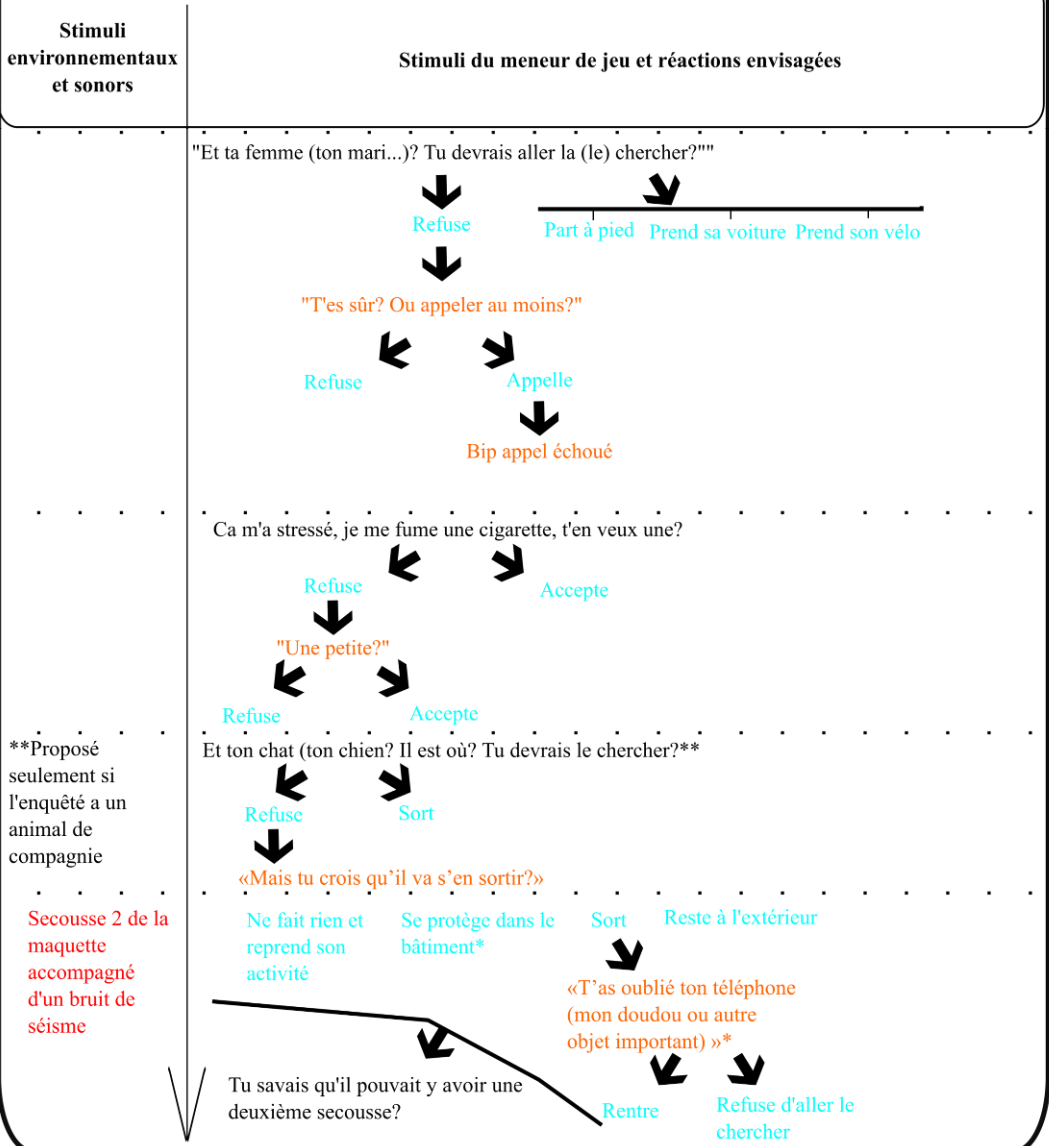 Stimuli
environnementaux
et sonors
Stimuli du meneur de jeu et réactions envisagées
"Et ta femme (ton mari...)? Tu devrais aller la (le) chercher?""
Refuse
Part à pied
Prend sa voiture
Prend son vélo
"T'es sûr? Ou appeler au moins?"
Refuse
Appelle
Bip appel échoué
Ca m'a stressé, je me fume une cigarette, t'en veux une?
Refuse
Accepte
"Une petite?"
Refuse
Accepte
**Proposé
seulement si
l'enquêté a un
animal de
compagnie
Et ton chat (ton chien? Il est où? Tu devrais le chercher?**
Refuse
Sort
«Mais tu crois qu’il va s’en sortir?»
Secousse 2 de la
maquette
accompagné
d'un bruit de
séisme
Ne fait rien et
reprend son
activité
Se protège dans le
bâtiment*
Sort
Reste à l'extérieur
«T’as oublié ton téléphone
(mon doudou ou autre
objet important) »*
Tu savais qu'il pouvait y avoir une
deuxième secousse?
Rentre
Refuse d'aller le
chercher